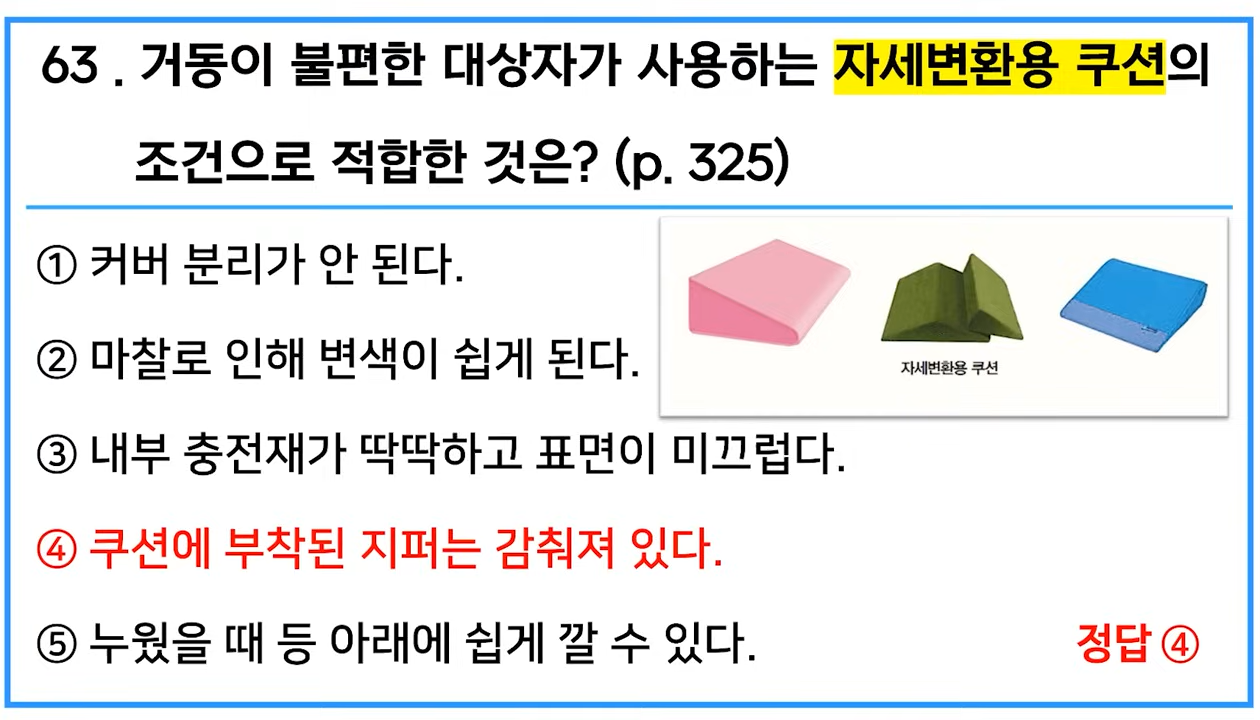 63 . 거동이 불편한 대상자가 사용하는 자세변환용 쿠션의
조건으로 적합한 것은? (p. 325)
① 커버 분리가 안 된다.
② 마찰로 인해 변색이 쉽게 된다.
자세변환용 쿠션
③ 내부 충전재가 딱딱하고 표면이 미끄럽다.
④ 쿠션에 부착된 지퍼는 감춰져 있다.
⑤ 누웠을 때 등 아래에 쉽게 깔 수 있다.
정답 ④